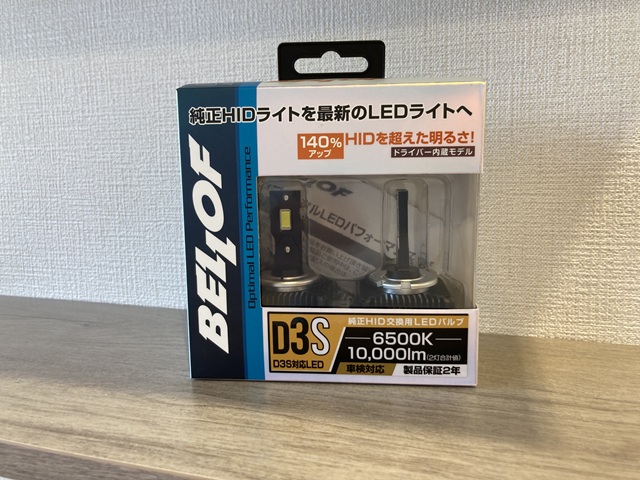 純正HIDライトを最新のLEDライトへ
140%アップ
HIDを超えた明るさ!
ドライバー内蔵モデル
BELLOF
Optimal LED Performance
純正HID交換用LEDバルブ
D3S
D3S対応LED
6500K
10,000lm(2灯合計値)
車検対応 製品保証2年